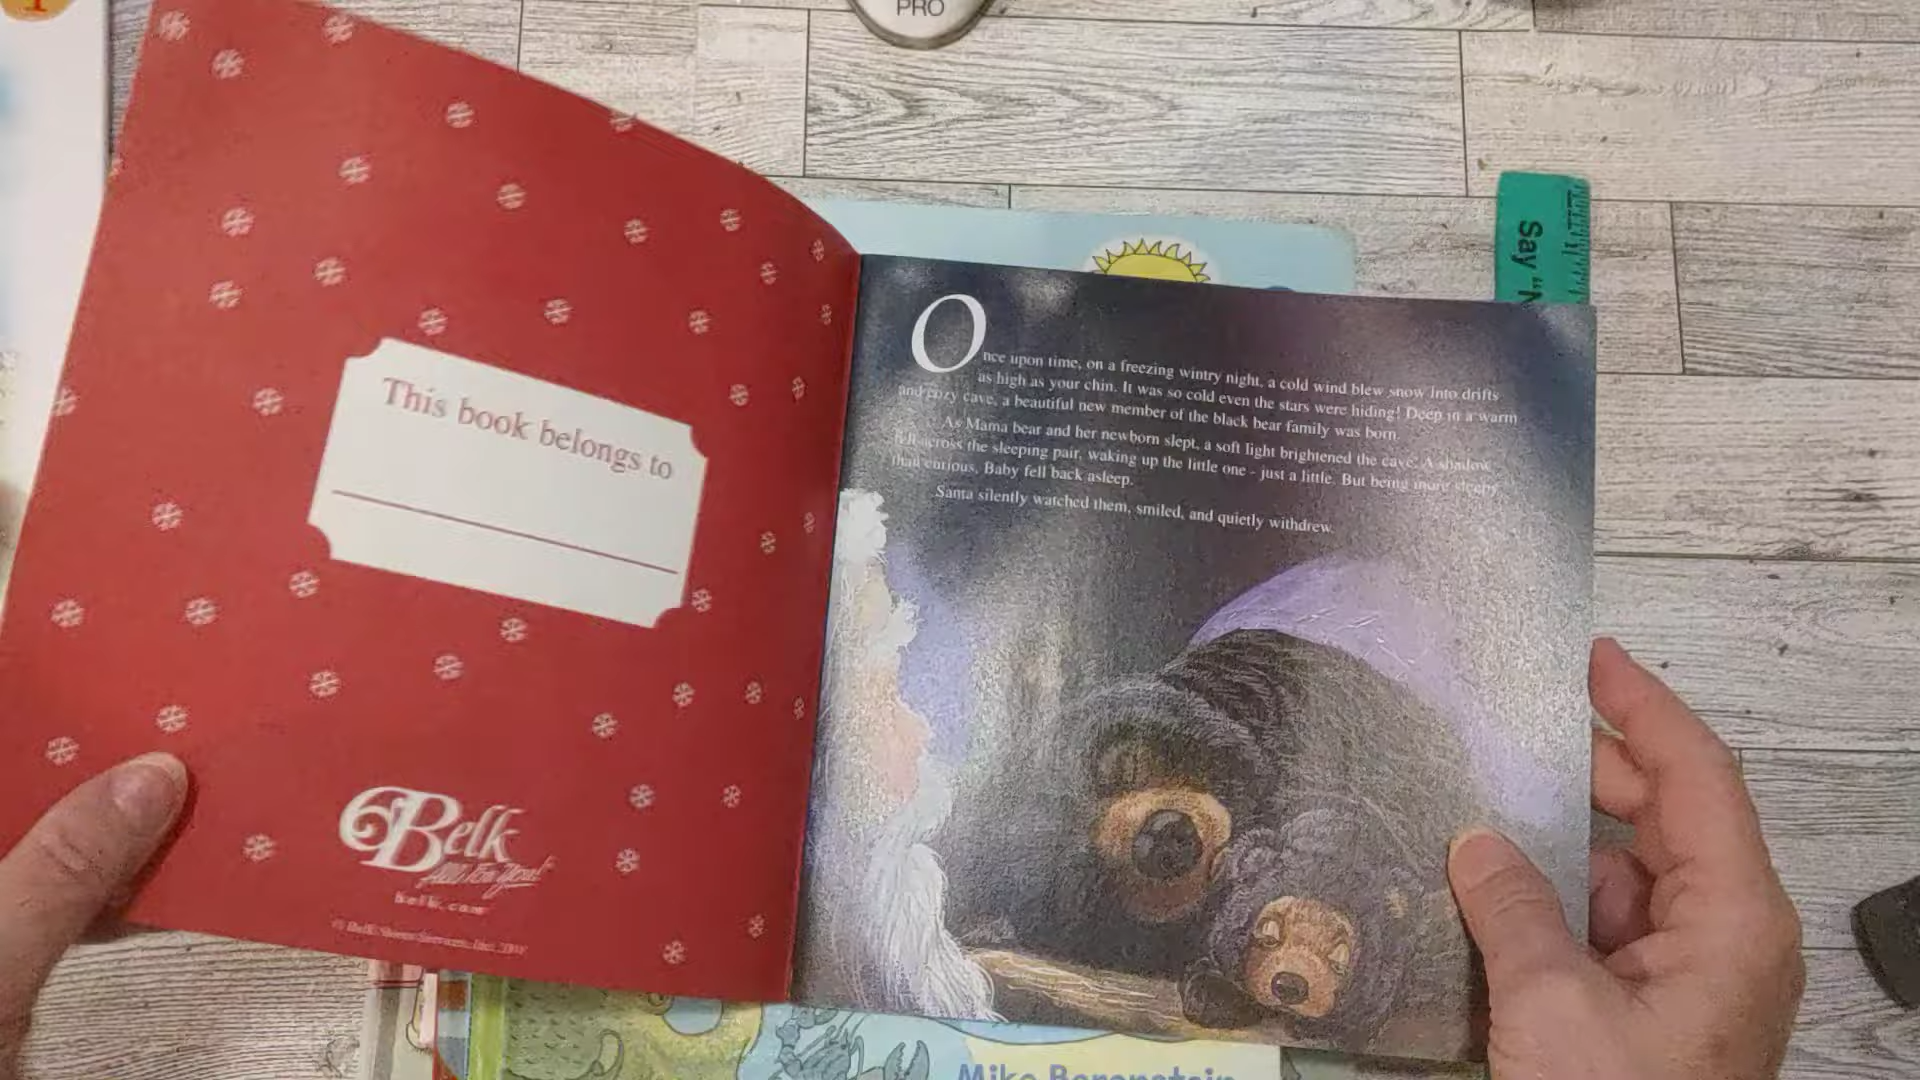 PRO
Say "N
This book belongs to
Belk
All For You!
belk.com
Once upon time, on a freezing wintry night, a cold wind blew snow into drifts
as high as your chin. It was so cold even the stars were hiding! Deep in a warm
and cozy cave, a beautiful new member of the black bear family was born.
As Mama bear and her newborn slept, a soft light brightened the cave. A shadow
fell across the sleeping pair, waking up the little one - just a little. But being more sleepy
than curious, Baby fell back asleep.
Santa silently watched them, smiled, and quietly withdrew.
Mike Berenstain